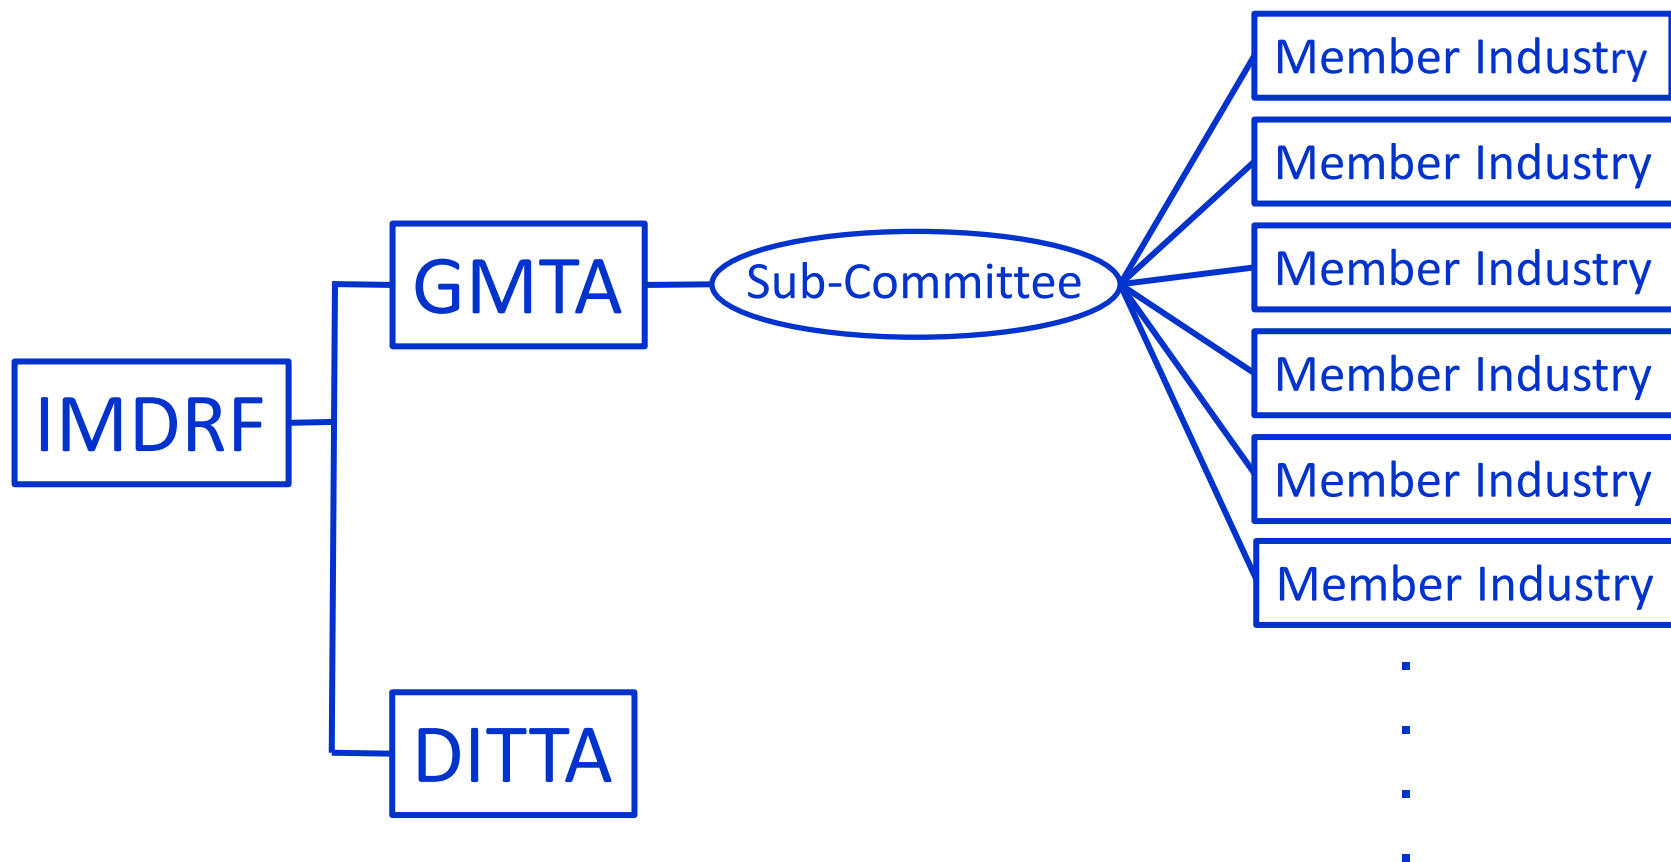 IMDRF
GMTA
DITTA
Sub-Committee
Member Industry
Member Industry
Member Industry
Member Industry
Member Industry
Member Industry
.
.
.
.